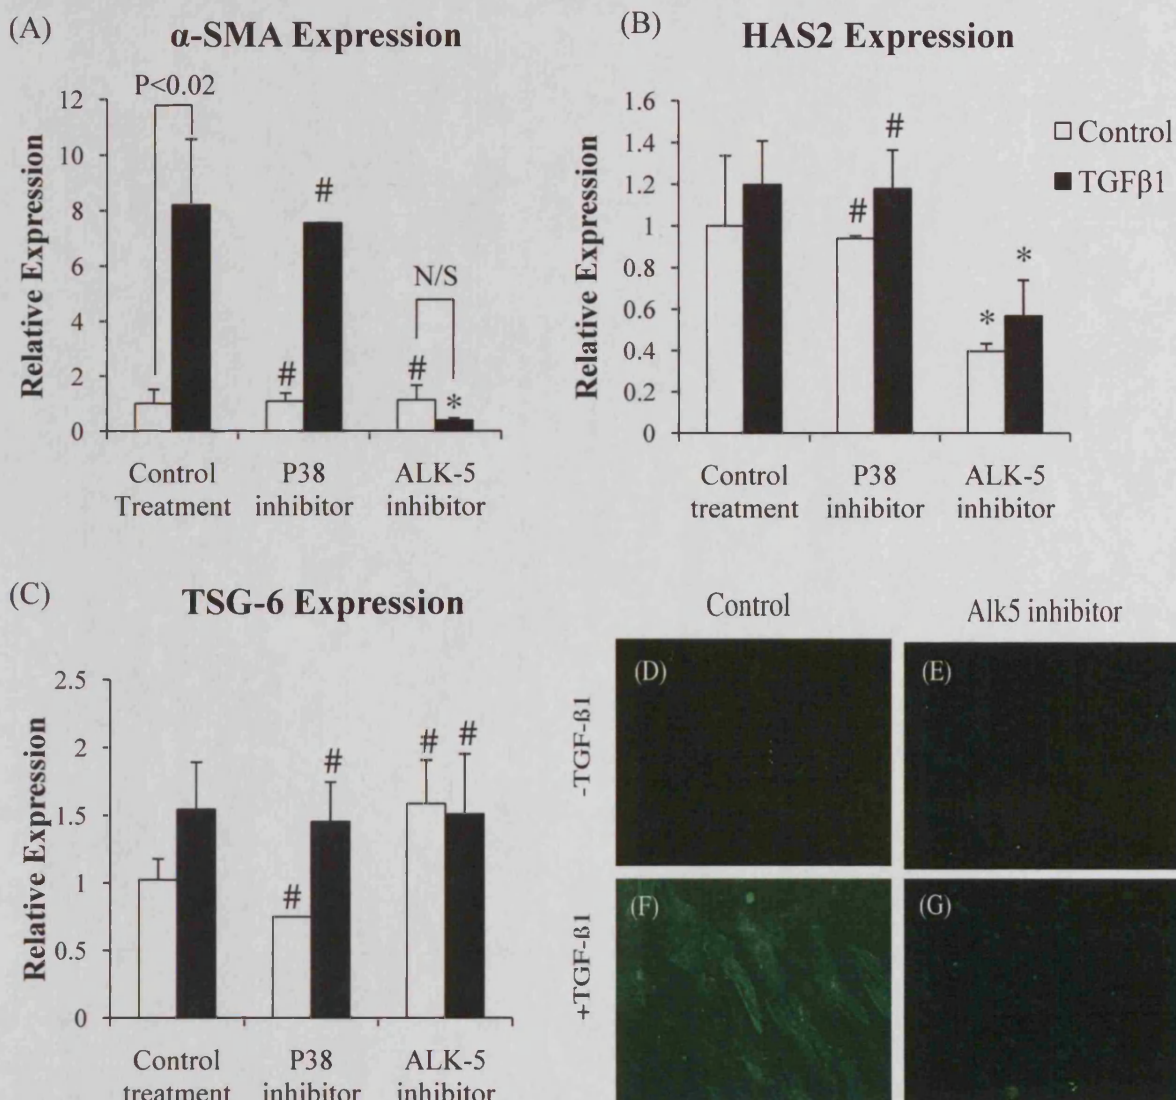 (A)
α-SMA Expression
P<0.02
12
10
8
6
4
2
0
Relative Expression
#
#
#
N/S
*
Control
Treatment
P38
inhibitor
ALK-5
inhibitor
(B)
HAS2 Expression
1.6
1.4
1.2
1
0.8
0.6
0.4
0.2
0
Relative Expression
#
#
*
*
Control
TGFβ1
Control
treatment
P38
inhibitor
ALK-5
inhibitor
(C)
TSG-6 Expression
2.5
2
1.5
1
0.5
0
Relative Expression
#
#
#
#
Control
treatment
P38
inhibitor
ALK-5
inhibitor
Control
Alk5 inhibitor
-TGF-ß1
+TGF-ß1
(D)
(E)
(F)
(G)